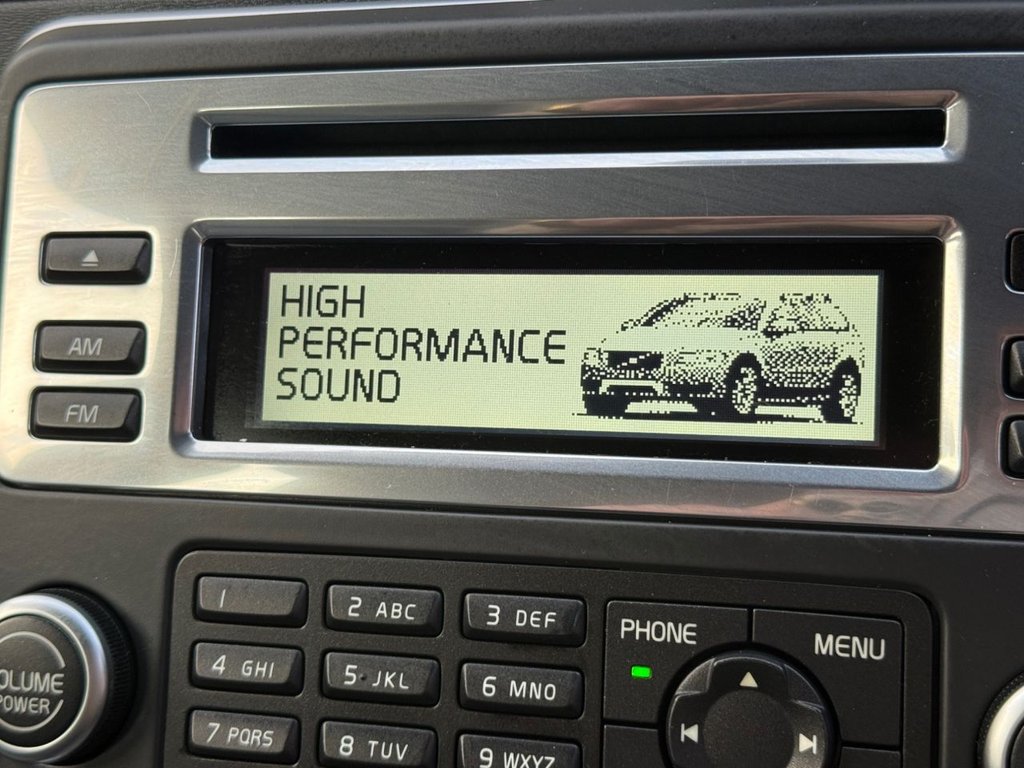 HIGH
PERFORMANCE
SOUND
AM
FM
1
2 ABC
3 DEF
4 GHI
5 JKL
6 MNO
7 PQRS
8 TUV
9 WXYZ
PHONE
MENU
VOLUME
POWER